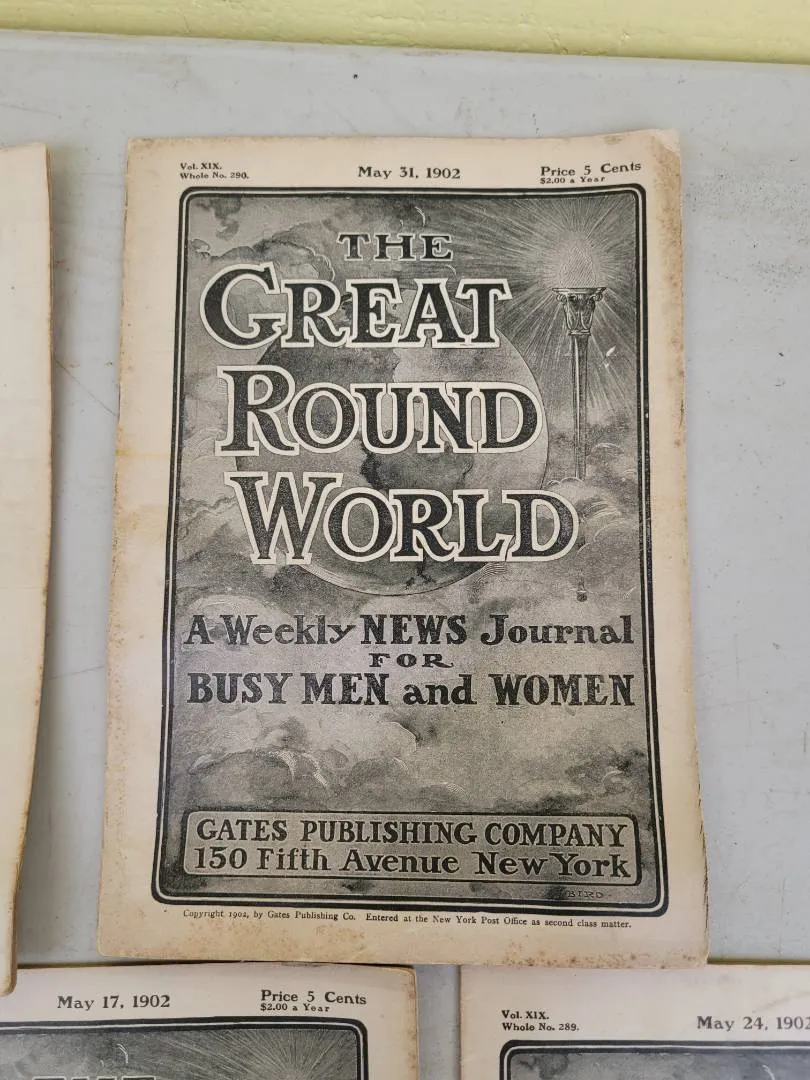 Vol. XIX.
Whole No. 290.
May 31, 1902
Price 5 Cents
$2.00 a Year
THE
GREAT
ROUND
WORLD
A Weekly NEWS Journal
FOR
BUSY MEN and WOMEN
GATES PUBLISHING COMPANY
150 Fifth Avenue New York
BIRD
Copyright 1902, by Gates Publishing Co. Entered at the New York Post Office as second class matter.
May 17, 1902
Price 5 Cents
$2.00 a Year
THE
Vol. XIX.
Whole No. 289.
May 24, 1902